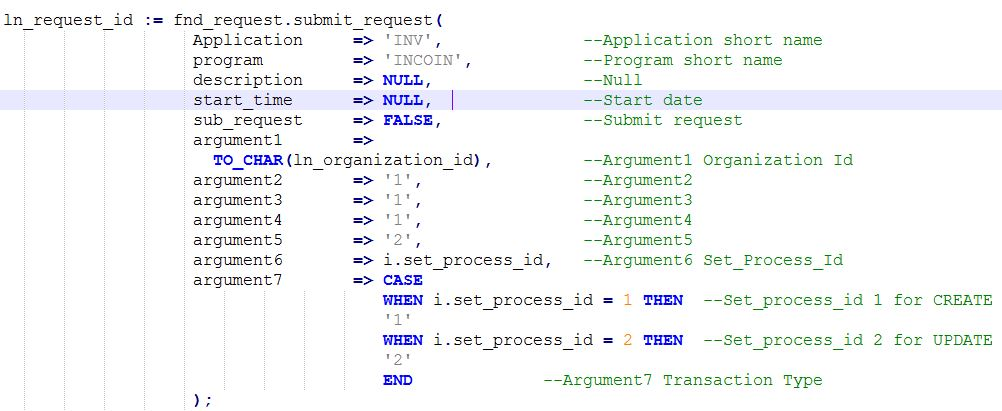 ln_request_id := fnd_request.submit_request(
Application => 'INV', --Application short name
program => 'INCOIN', --Program short name
description => NULL, --Null
start_time => NULL, --Start date
sub_request => FALSE, --Submit request
argument1 =>
TO_CHAR(ln_organization_id), --Argument1 Organization Id
argument2 => '1', --Argument2
argument3 => '1', --Argument3
argument4 => '1', --Argument4
argument5 => '2', --Argument5
argument6 => i.set_process_id, --Argument6 Set_Process_Id
argument7 => CASE
WHEN i.set_process_id = 1 THEN --Set_process_id 1 for CREATE
'1'
WHEN i.set_process_id = 2 THEN --Set_process_id 2 for UPDATE
'2'
END --Argument7 Transaction Type
);